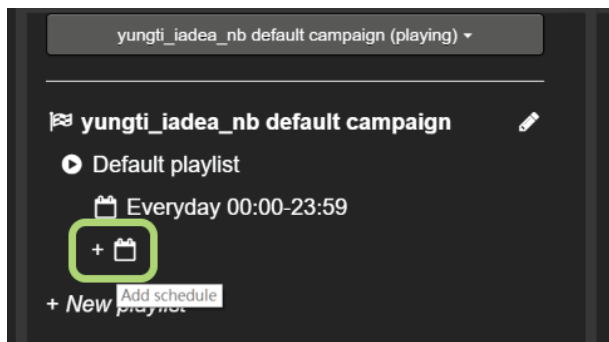 yungti_iadea_nb default campaign (playing)
yungti_iadea_nb default campaign
Default playlist
Everyday 00:00-23:59
+
Add schedule
+ New playlist